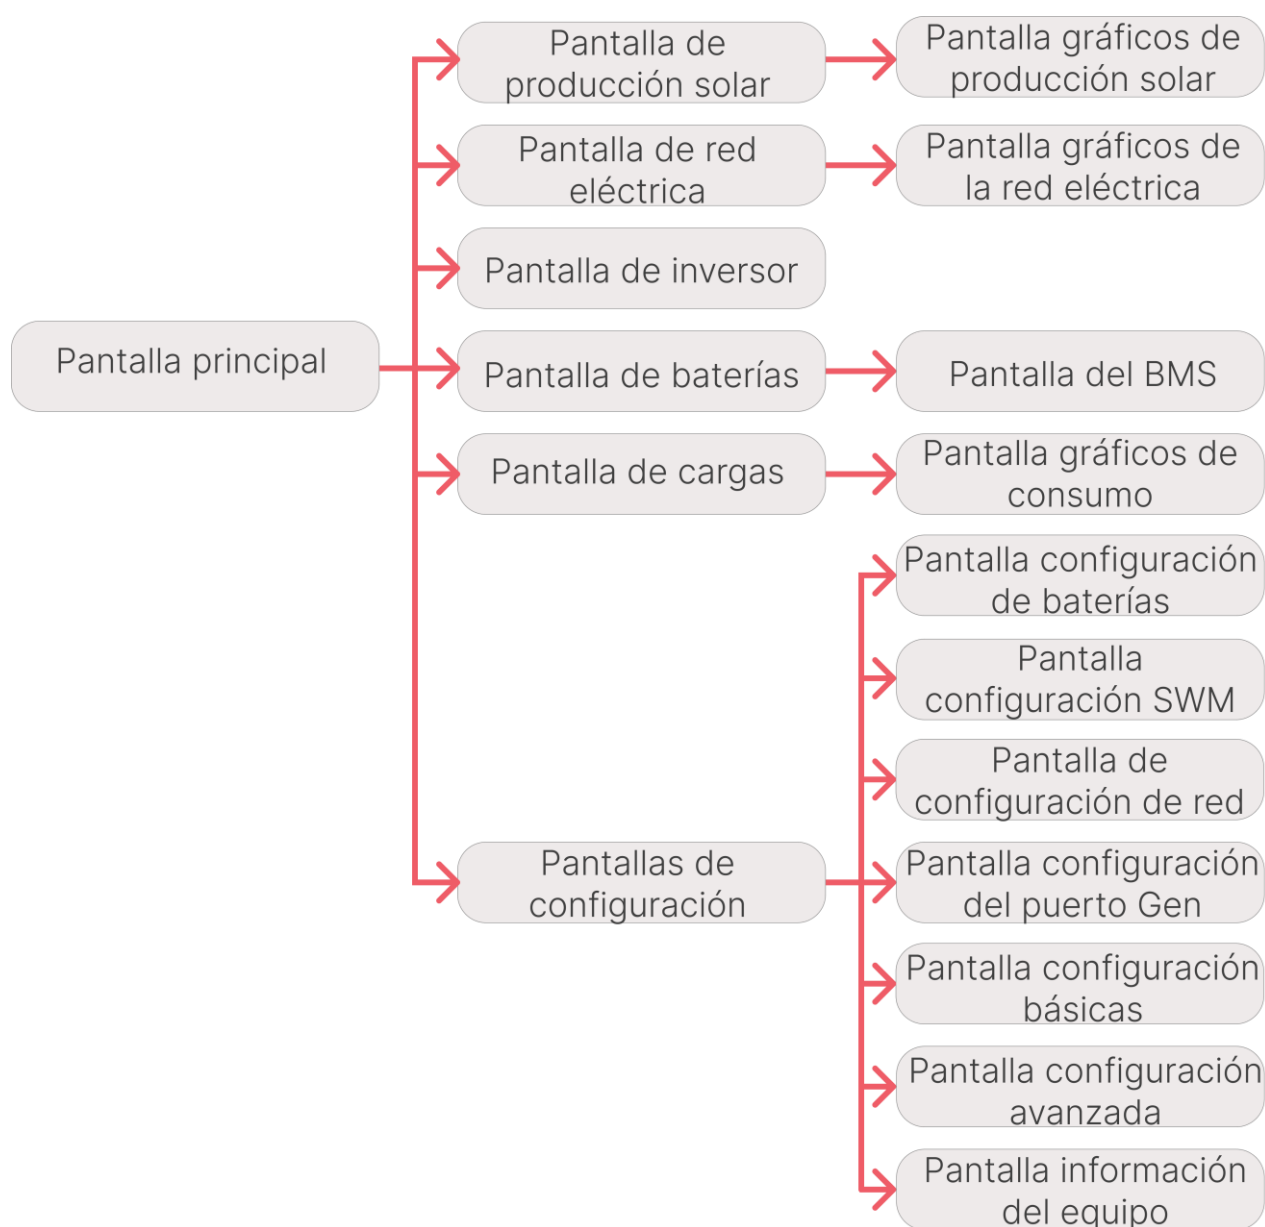 Pantalla principal
Pantalla de
producción solar
Pantalla gráficos de
producción solar
Pantalla de red
eléctrica
Pantalla gráficos de
la red eléctrica
Pantalla de inversor
Pantalla de baterías
Pantalla del BMS
Pantalla de cargas
Pantalla gráficos de
consumo
Pantallas de
configuración
Pantalla configuración
de baterías
Pantalla
configuración SWM
Pantalla de
configuración de red
Pantalla configuración
del puerto Gen
Pantalla configuración
básicas
Pantalla configuración
avanzada
Pantalla información
del equipo